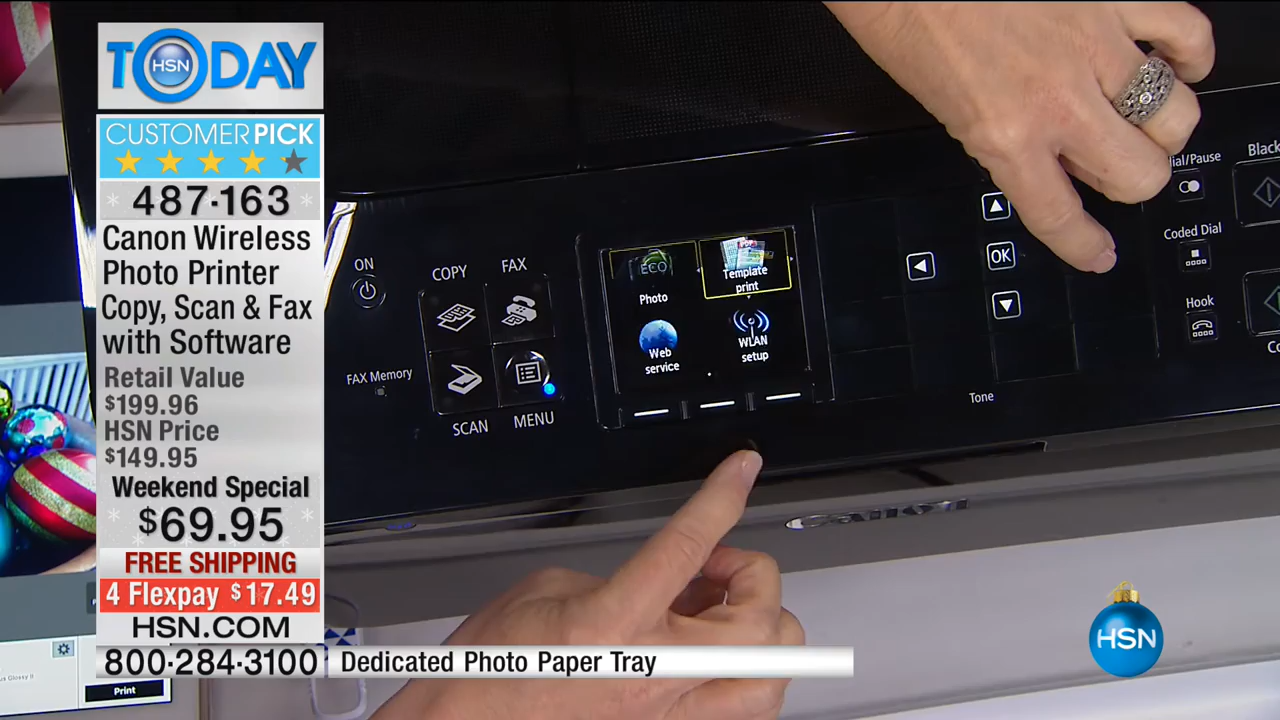 TODAY
HSN
CUSTOMER PICK
487·163
Canon Wireless
Photo Printer
Copy, Scan & Fax
with Software
Retail Value
$199.96
HSN Price
$149.95
Weekend Special
$69.95
FREE SHIPPING
4 Flexpay $17.49
HSN.COM
800·284·3100
Dedicated Photo Paper Tray
HSN
ON
COPY
FAX
FAX Memory
SCAN
MENU
ECO
Photo
PDF
Template
print
Web
service
WLAN
setup
OK
Tone
Coded Dial
Hook
Canon
Print